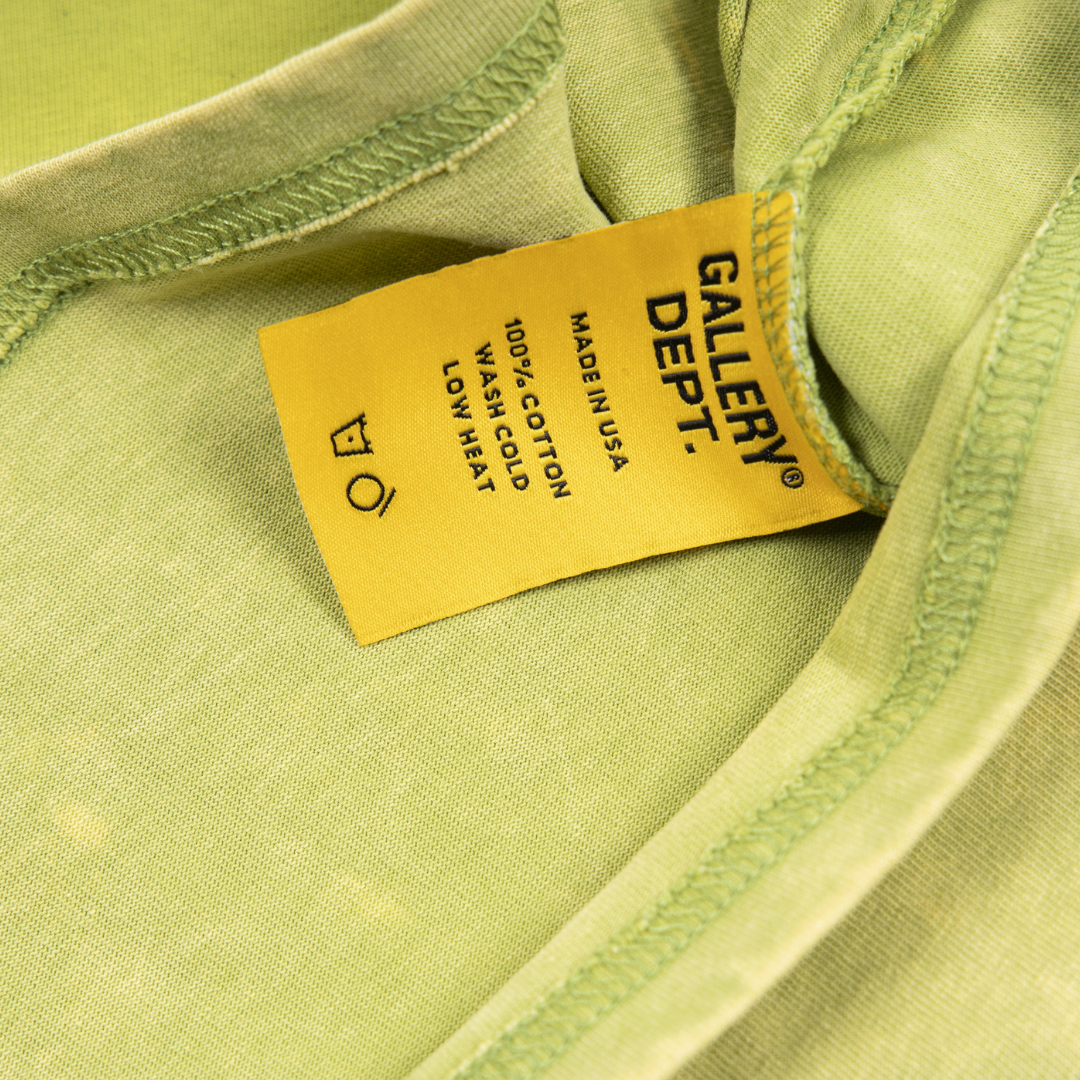 GALLERY®
DEPT.
MADE IN USA
100% COTTON
WASH COLD
LOW HEAT